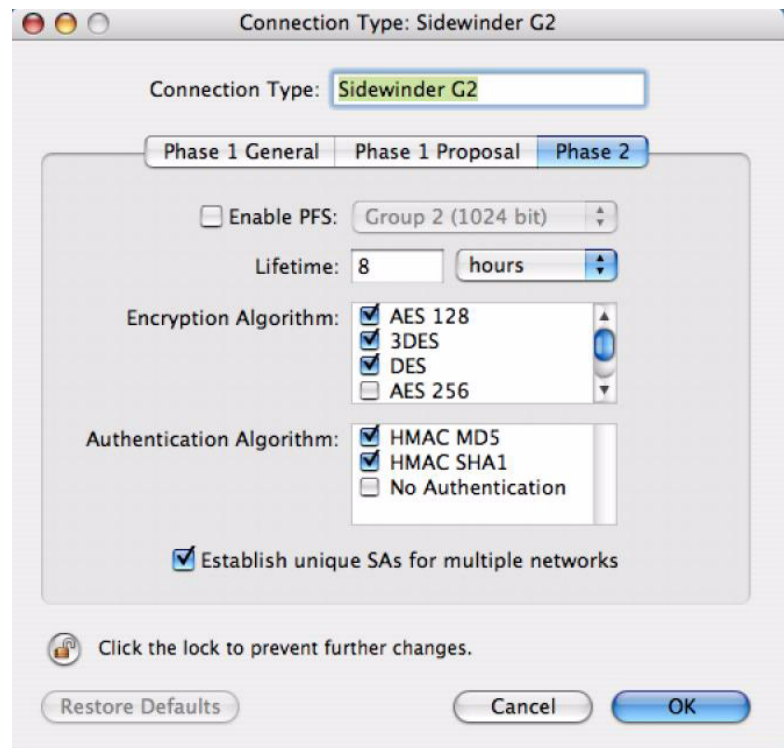 Connection Type: Sidewinder G2
Connection Type: Sidewinder G2
Phase 1 General Phase 1 Proposal Phase 2
Enable PFS: Group 2 (1024 bit)
Lifetime: 8 hours
Encryption Algorithm: AES 128
3DES
DES
AES 256
Authentication Algorithm: HMAC MD5
HMAC SHA1
No Authentication
Establish unique SAs for multiple networks
Click the lock to prevent further changes.
Restore Defaults Cancel OK